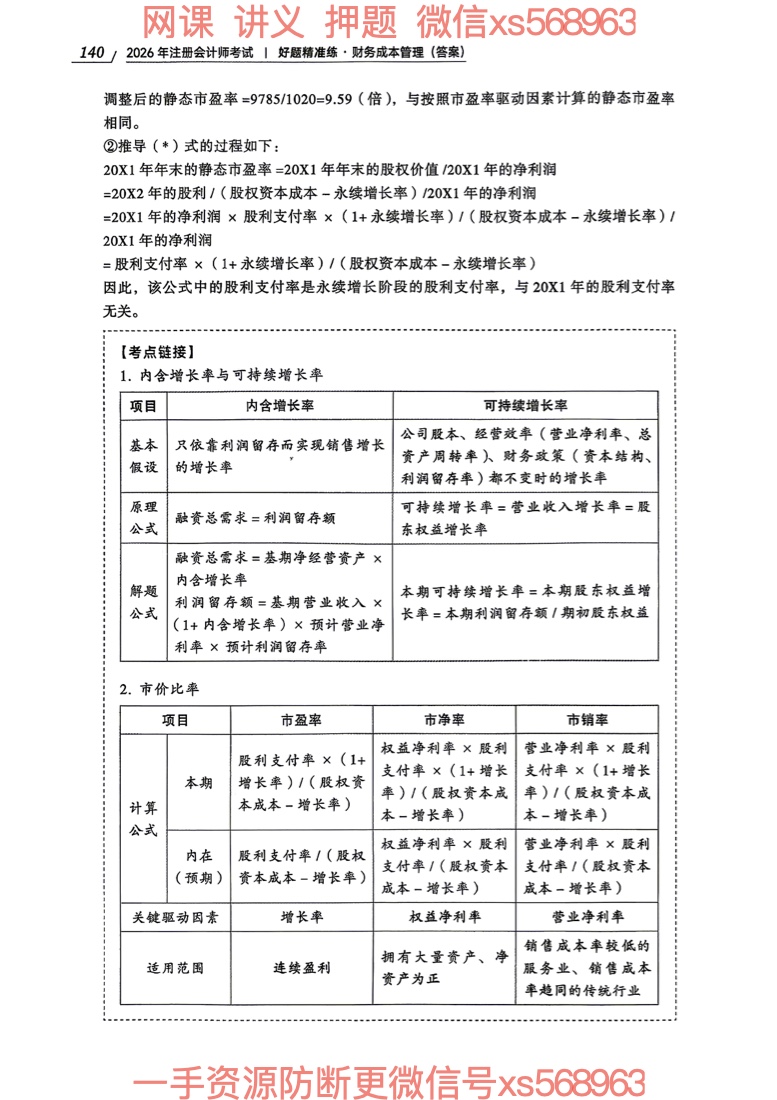 网课 讲义 押题 微信xs568963
140 / 2026年注册会计师考试 | 好题精准练·财务成本管理（答案）
调整后的静态市盈率=9785/1020=9.59（倍），与按照市盈率驱动因素计算的静态市盈率
相同。
②推导（*）式的过程如下：
20X1年年末的静态市盈率=20X1年年末的股权价值/20X1年的净利润
=20X2年的股利/（股权资本成本－永续增长率）/20X1年的净利润
=20X1年的净利润×股利支付率×（1+永续增长率）/（股权资本成本－永续增长率）/
20X1年的净利润
=股利支付率×（1+永续增长率）/（股权资本成本－永续增长率）
因此，该公式中的股利支付率是永续增长阶段的股利支付率，与20X1年的股利支付率
无关。
【考点链接】
1. 内含增长率与可持续增长率
项目 内含增长率 可持续增长率
基本
假设
只依靠利润留存而实现销售增长
的增长率
公司股本、经营效率（营业净利率、总
资产周转率）、财务政策（资本结构、
利润留存率）都不变时的增长率
原理
公式
融资总需求=利润留存额
可持续增长率=营业收入增长率=股
东权益增长率
解题
公式
融资总需求=基期净经营资产×
内含增长率
利润留存额=基期营业收入×
（1+内含增长率）×预计营业净
利率×预计利润留存率
本期可持续增长率=本期股东权益增
长率=本期利润留存额/期初股东权益
2. 市价比率
项目 市盈率 市净率 市销率
计算
公式
本期
股利支付率×（1+
增长率）/（股权资
本成本－增长率）
权益净利率×股利
支付率×（1+增长
率）/（股权资本成
本－增长率）
营业净利率×股利
支付率×（1+增长
率）/（股权资本成
本－增长率）
内在
（预期）
股利支付率/（股权
资本成本－增长率）
权益净利率×股利
支付率/（股权资本
成本－增长率）
营业净利率×股利
支付率/（股权资本
成本－增长率）
关键驱动因素 增长率 权益净利率 营业净利率
适用范围
连续盈利
拥有大量资产、净
资产为正
销售成本率较低的
服务业、销售成本
率趋同的传统行业
一手资源防断更微信号xs568963